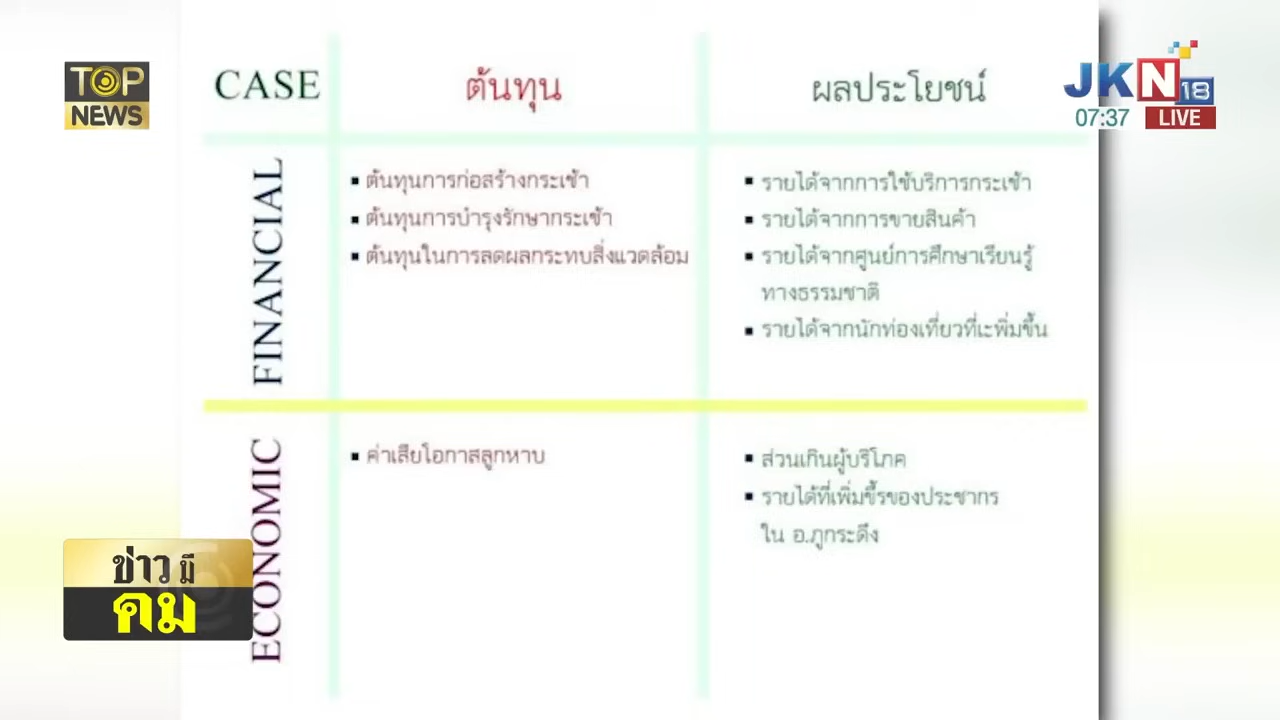 TOP
NEWS
JKN 18
07:37 LIVE
CASE ต้นทุน ผลประโยชน์
FINANCIAL
▪ ต้นทุนการก่อสร้างกระเช้า
▪ ต้นทุนการบำรุงรักษากระเช้า
▪ ต้นทุนในการลดผลกระทบสิ่งแวดล้อม
▪ รายได้จากการใช้บริการกระเช้า
▪ รายได้จากการขายสินค้า
▪ รายได้จากศูนย์การศึกษาเรียนรู้
ทางธรรมชาติ
▪ รายได้จากนักท่องเที่ยวที่เะพิ่มขึ้น
ECONOMIC
▪ ค่าเสียโอกาสลูกหาบ
▪ ส่วนเกินผู้บริโภค
▪ รายได้ที่เพิ่มขึ้รของประชากร
ใน อ.ภูกระดึง
ข่าวมี
คม